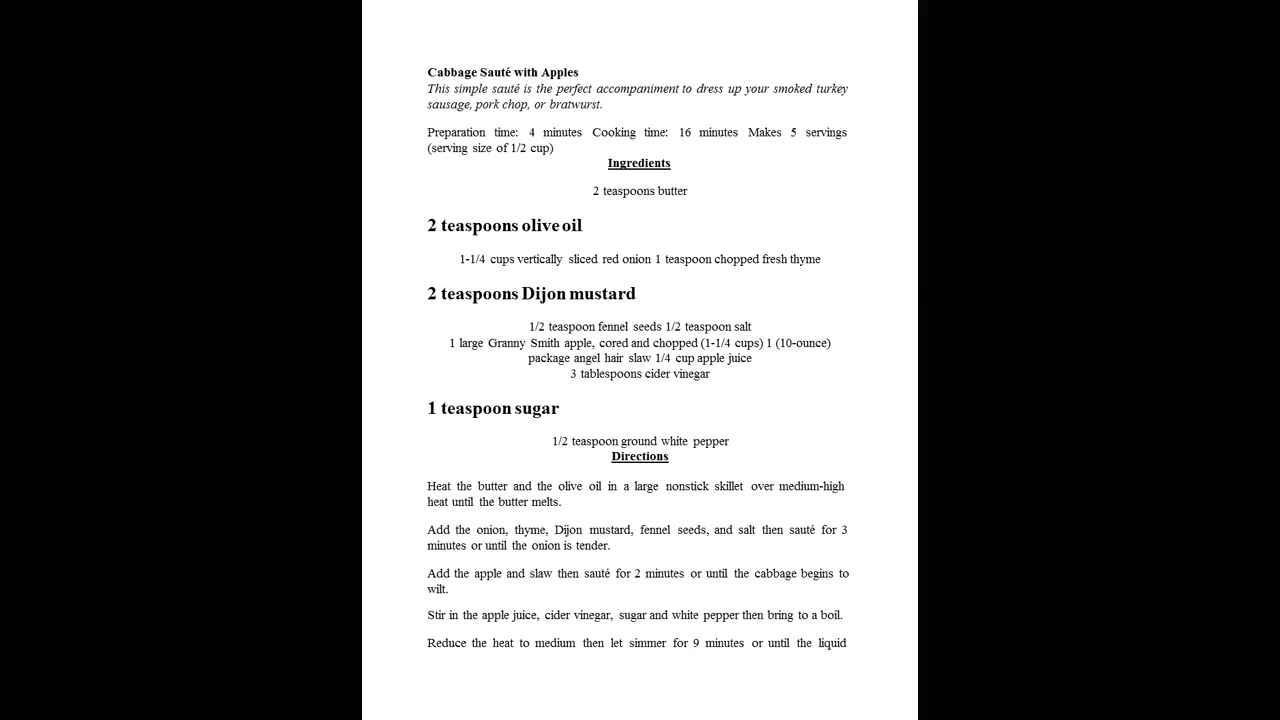 Cabbage Sauté with Apples
This simple sauté is the perfect accompaniment to dress up your smoked turkey
sausage, pork chop, or bratwurst.
Preparation time: 4 minutes Cooking time: 16 minutes Makes 5 servings
(serving size of 1/2 cup)
Ingredients
2 teaspoons butter
2 teaspoons olive oil
1-1/4 cups vertically sliced red onion 1 teaspoon chopped fresh thyme
2 teaspoons Dijon mustard
1/2 teaspoon fennel seeds 1/2 teaspoon salt
1 large Granny Smith apple, cored and chopped (1-1/4 cups) 1 (10-ounce)
package angel hair slaw 1/4 cup apple juice
3 tablespoons cider vinegar
1 teaspoon sugar
1/2 teaspoon ground white pepper
Directions
Heat the butter and the olive oil in a large nonstick skillet over medium-high
heat until the butter melts.
Add the onion, thyme, Dijon mustard, fennel seeds, and salt then sauté for 3
minutes or until the onion is tender.
Add the apple and slaw then sauté for 2 minutes or until the cabbage begins to
wilt.
Stir in the apple juice, cider vinegar, sugar and white pepper then bring to a boil.
Reduce the heat to medium then let simmer for 9 minutes or until the liquid